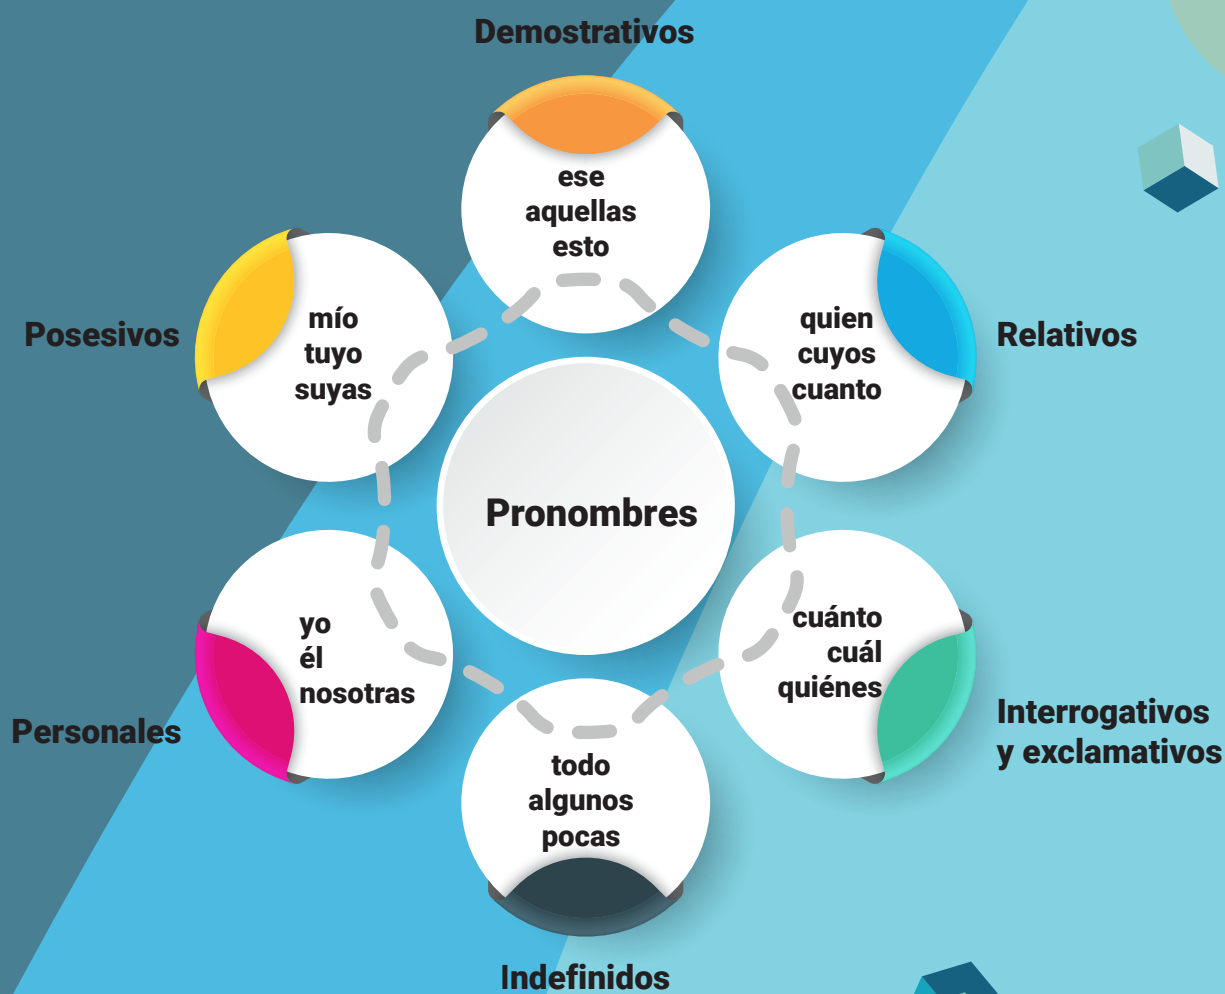 Demostrativos
ese
aquellas
esto
Posesivos
mío
tuyo
suyas
quien
cuyos
cuanto
Relativos
Pronombres
Personales
yo
él
nosotras
cuánto
cuál
quiénes
Interrogativos
y exclamativos
todo
algunos
pocas
Indefinidos